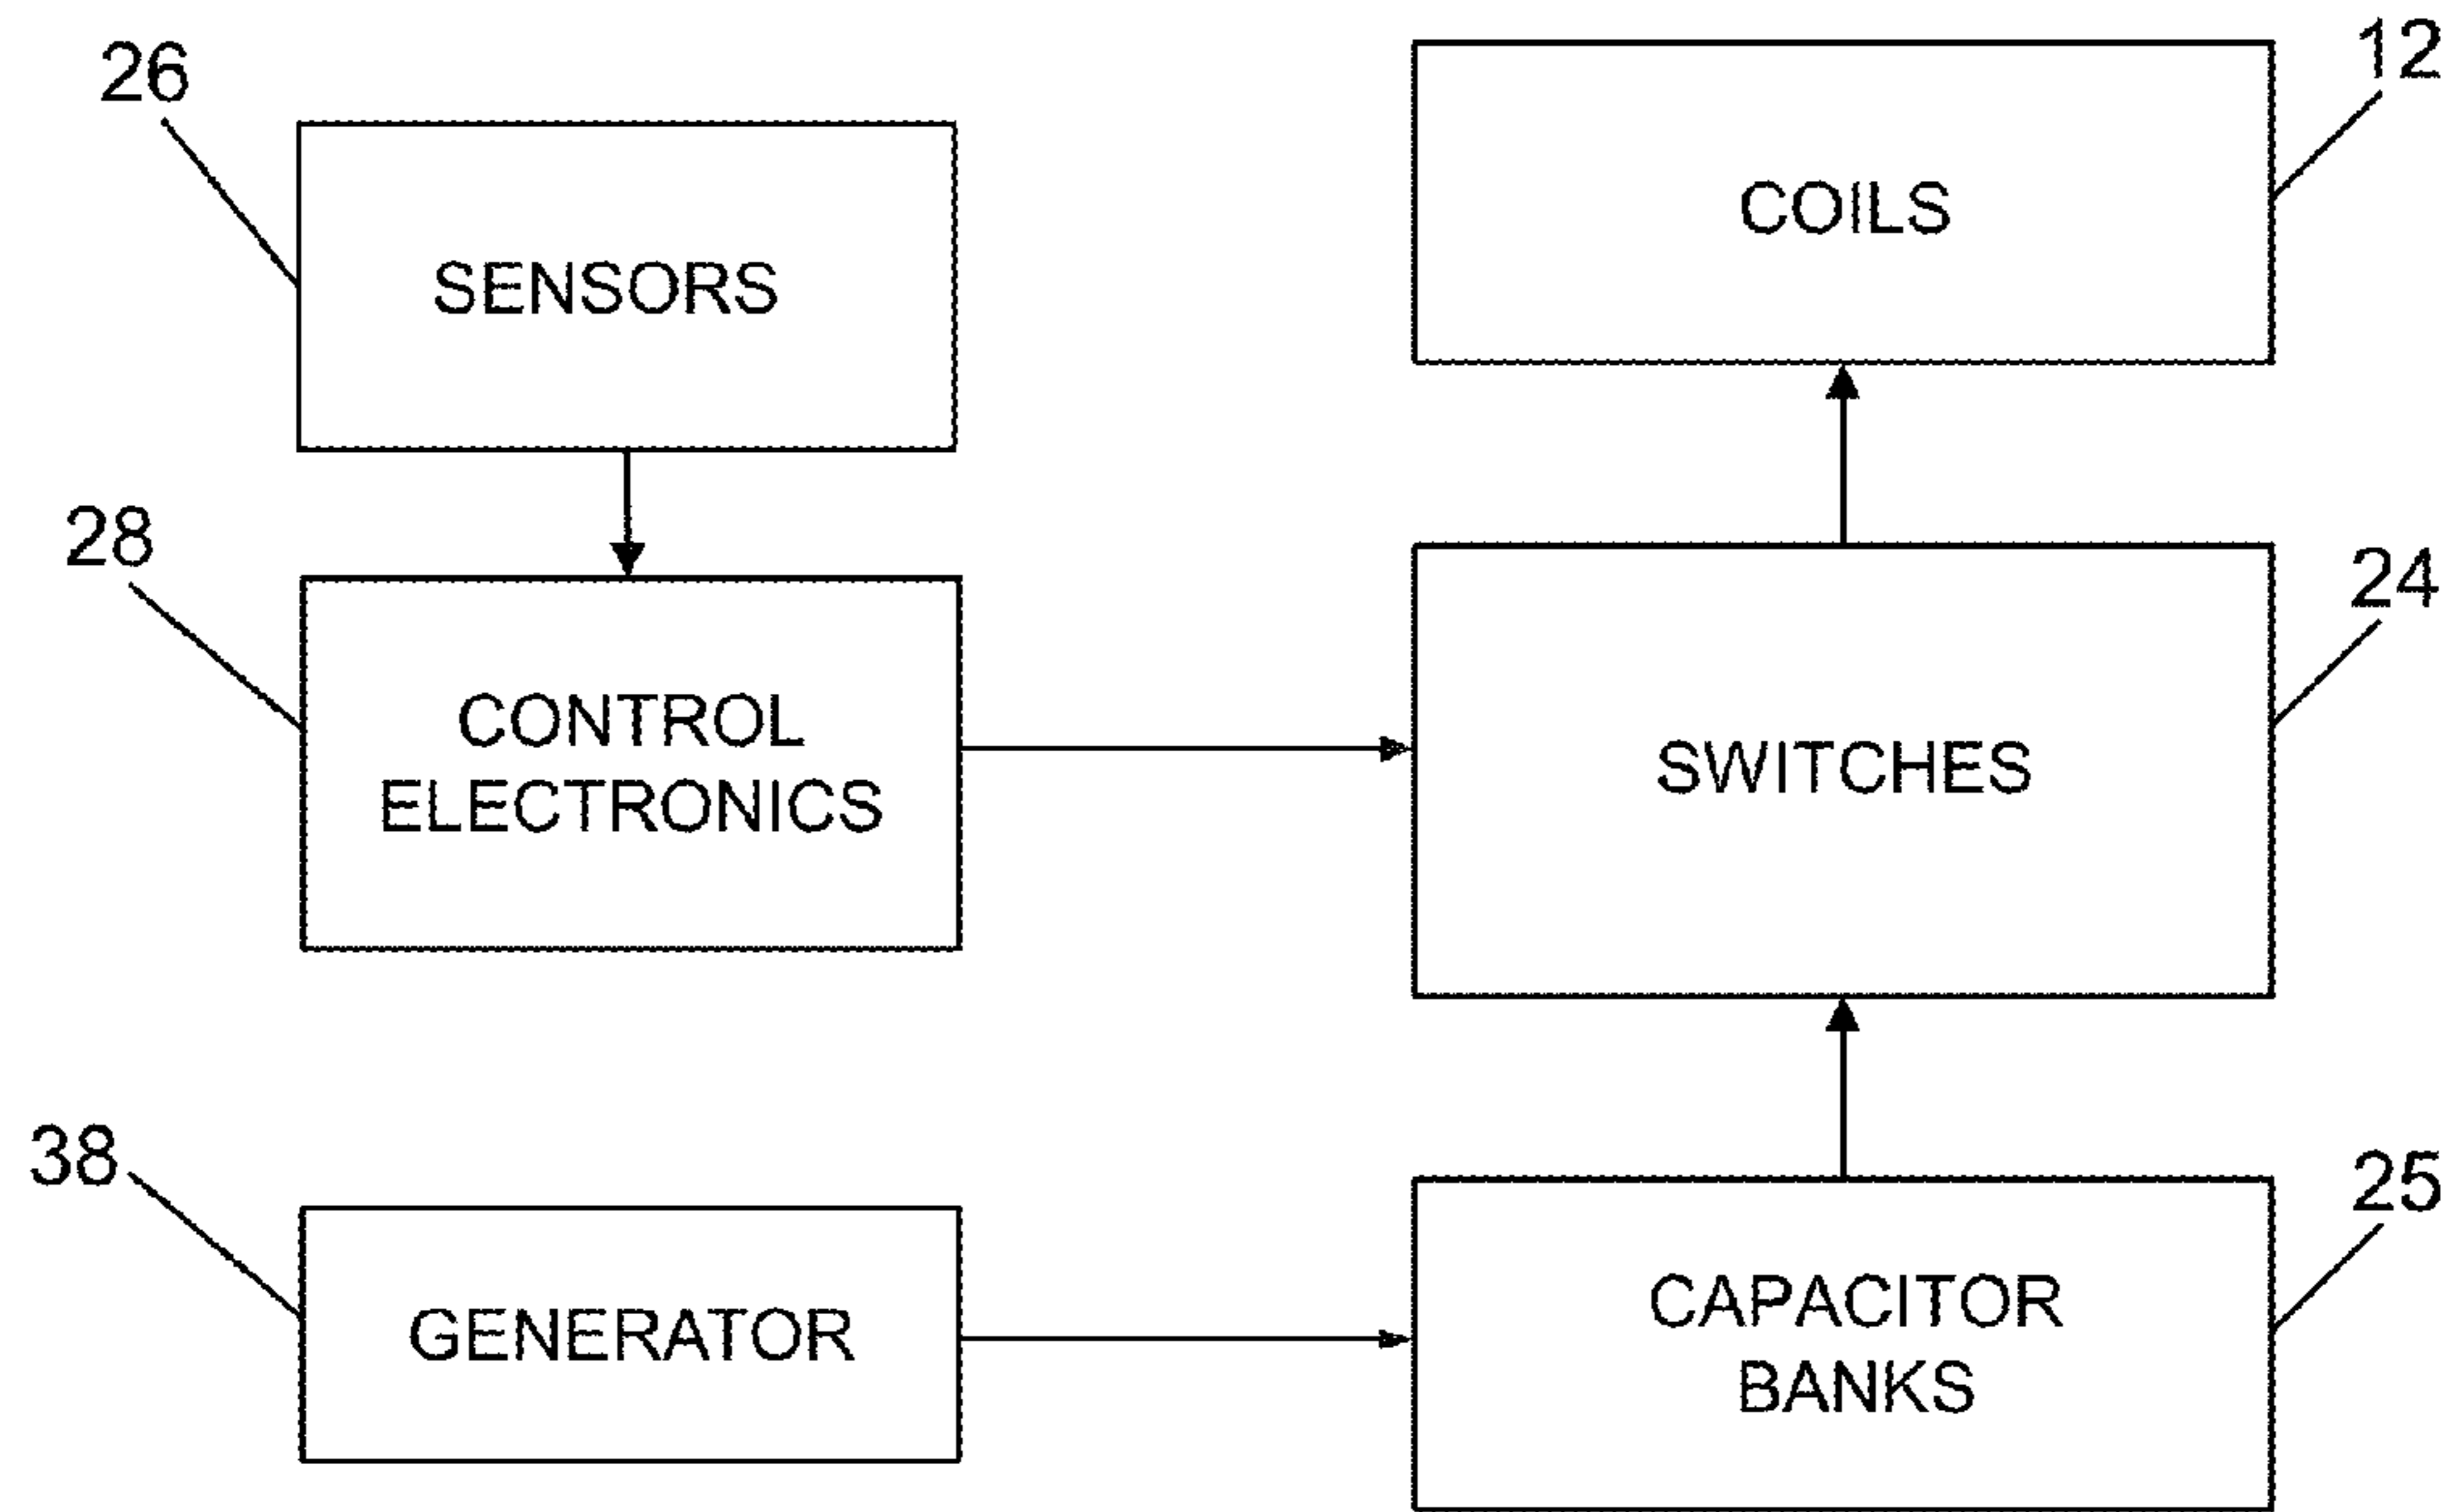 26
SENSORS
12
COILS
28
CONTROL
ELECTRONICS
24
SWITCHES
38
GENERATOR
25
CAPACITOR
BANKS